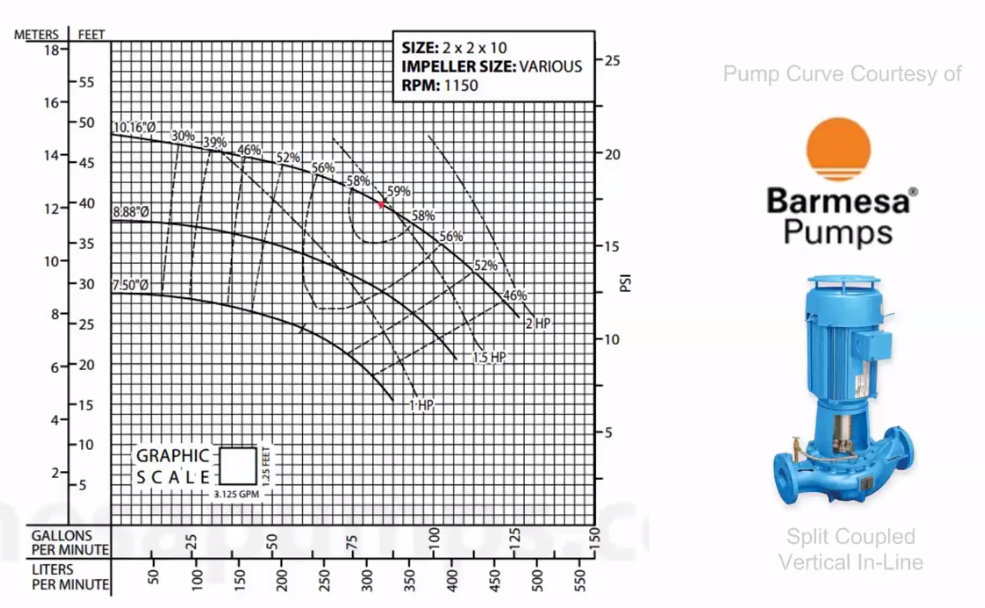 METERS FEET
SIZE: 2 x 2 x 10
IMPELLER SIZE: VARIOUS
RPM: 1150
18
16
14
12
10
8
6
4
2
55
50
45
40
35
30
25
20
15
10
5
25
20
15
10
5
PSI
10.16"Ø
30%
39%
46%
52%
56%
58%
59%
58%
56%
52%
46%
8.88"Ø
7.50"Ø
2 HP
1.5 HP
1 HP
GRAPHIC
SCALE
1.25 FEET
3.125 GPM
GALLONS
PER MINUTE
25 50 75 100 125 150
LITERS
PER MINUTE
50 100 150 200 250 300 350 400 450 500 550
Pump Curve Courtesy of
Barmesa®
Pumps
Split Coupled
Vertical In-Line